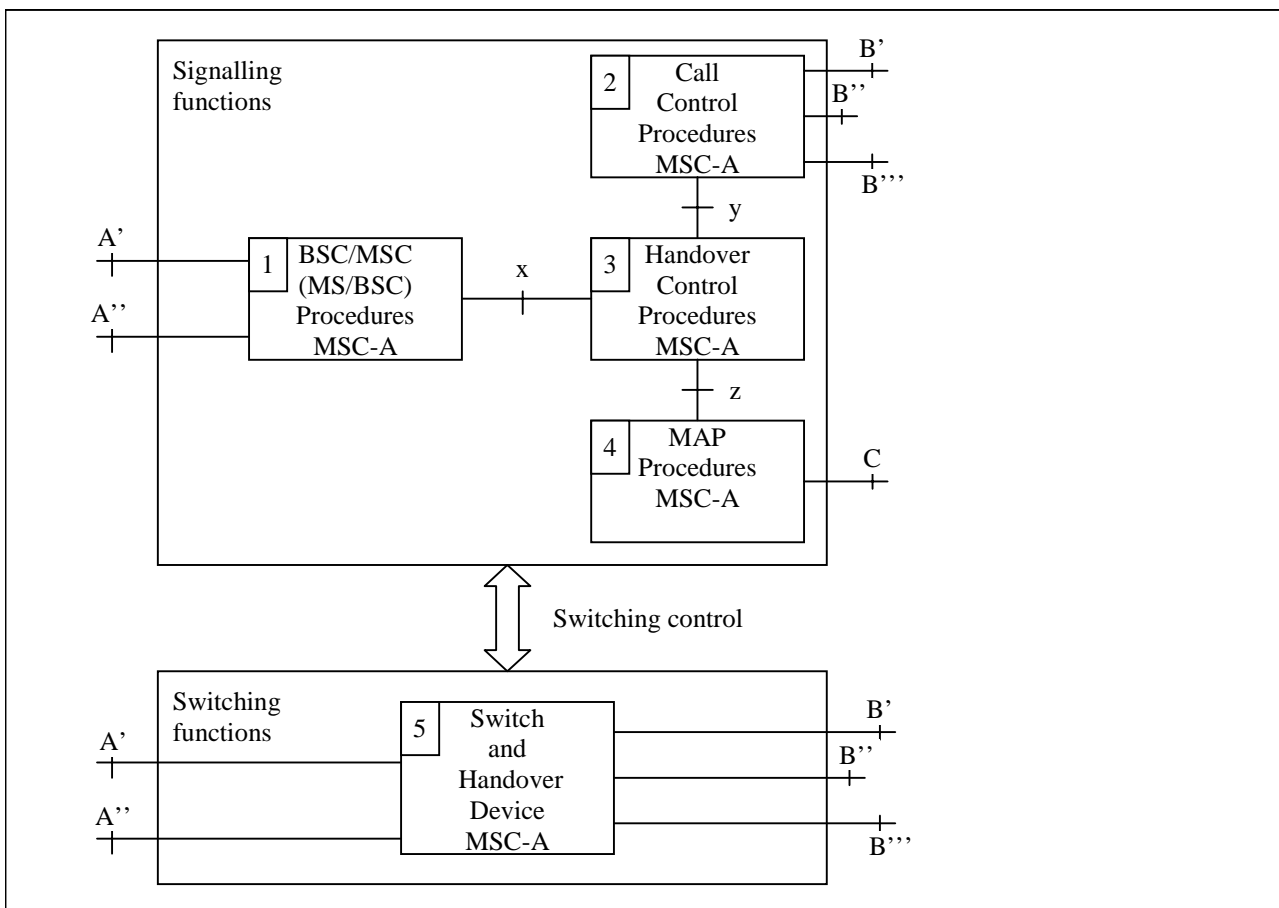 Signalling
functions
2
Call
Control
Procedures
MSC-A
B'
B''
B'''
y
A'
A''
1
BSC/MSC
(MS/BSC)
Procedures
MSC-A
x
3
Handover
Control
Procedures
MSC-A
z
4
MAP
Procedures
MSC-A
C
Switching control
Switching
functions
A'
A''
5
Switch
and
Handover
Device
MSC-A
B'
B''
B'''